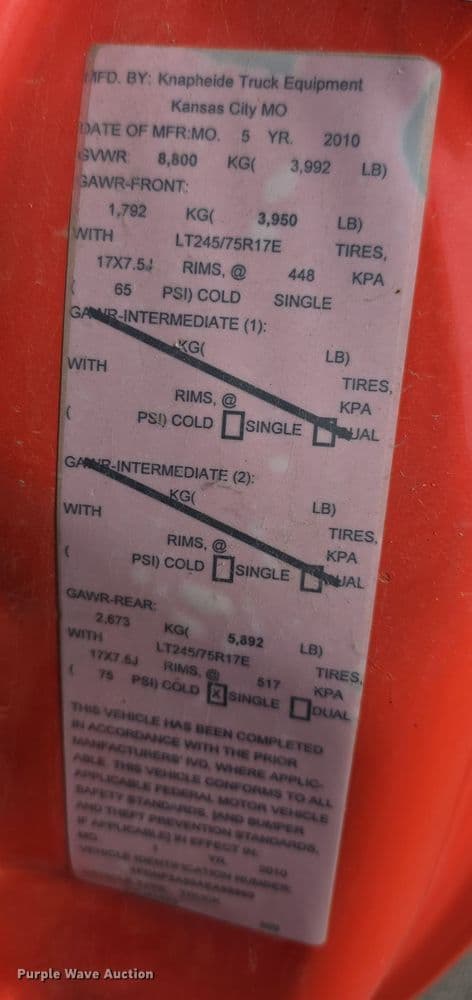 MFD. BY: Knapheide Truck Equipment
Kansas City MO
DATE OF MFR:MO. 5 YR. 2010
GVWR: 8,800 KG( 3,992 LB)
GAWR-FRONT:
1,792 KG( 3,950 LB)
WITH LT245/75R17E TIRES,
17X7.5J RIMS, @ 448 KPA
( 65 PSI) COLD SINGLE
GAWR-INTERMEDIATE (1):
KG( LB)
WITH TIRES,
RIMS, @ KPA
( PSI) COLD SINGLE DUAL
GAWR-INTERMEDIATE (2):
KG( LB)
WITH TIRES,
RIMS, @ KPA
( PSI) COLD SINGLE DUAL
GAWR-REAR:
2,673 KG( 5,892 LB)
WITH LT245/75R17E TIRES,
17X7.5J RIMS, @ 517 KPA
( 75 PSI) COLD X SINGLE DUAL
THIS VEHICLE HAS BEEN COMPLETED
IN ACCORDANCE WITH THE PRIOR
MANFACTURERS' IVD, WHERE APPLIC-
ABLE. THIS VEHICLE CONFORMS TO ALL
APPLICABLE FEDERAL MOTOR VEHICLE
SAFETY STANDARDS, [AND BUMPER
AND THEFT PREVENTION STANDARDS,
IF APPLICABLE] IN EFFECT IN:
MO. YR. 2010
VEHICLE IDENTIFICATION NUMBER:
Purple Wave Auction